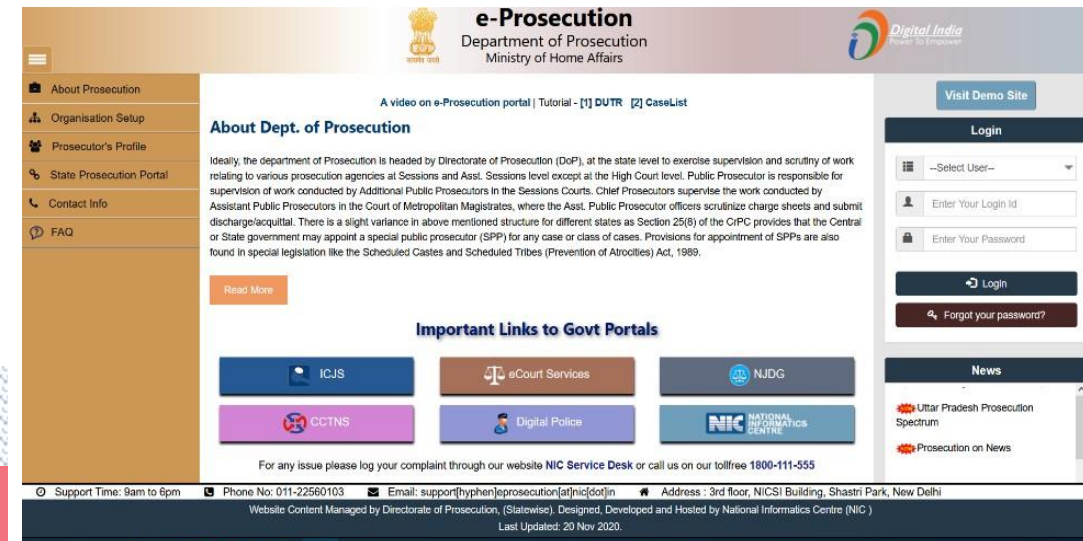 e-Prosecution
Department of Prosecution
Ministry of Home Affairs
सत्यमेव जयते
Digital India
Power To Empower
About Prosecution
Organisation Setup
Prosecutor's Profile
State Prosecution Portal
Contact Info
FAQ
A video on e-Prosecution portal | Tutorial - [1] DUTR [2] CaseList
About Dept. of Prosecution
Ideally, the department of Prosecution is headed by Directorate of Prosecution (DoP), at the state level to exercise supervision and scrutiny of work
relating to various prosecution agencies at Sessions and Asst. Sessions level except at the High Court level. Public Prosecutor is responsible for
supervision of work conducted by Additional Public Prosecutors in the Sessions Courts. Chief Prosecutors supervise the work conducted by
Assistant Public Prosecutors in the Court of Metropolitan Magistrates, where the Asst. Public Prosecutor officers scrutinize charge sheets and submit
discharge/acquittal. There is a slight variance in above mentioned structure for different states as Section 25(8) of the CrPC provides that the Central
or State government may appoint a special public prosecutor (SPP) for any case or class of cases. Provisions for appointment of SPPs are also
found in special legislation like the Scheduled Castes and Scheduled Tribes (Prevention of Atrocities) Act, 1989.
Read More
Important Links to Govt Portals
ICJS
eCourt Services
NJDG
CCTNS
Digital Police
NIC NATIONAL
INFORMATICS
CENTRE
For any issue please log your complaint through our website NIC Service Desk or call us on our tollfree 1800-111-555
Visit Demo Site
Login
--Select User--
Enter Your Login Id
Enter Your Password
Login
Forgot your password?
News
Uttar Pradesh Prosecution
Spectrum
Prosecution on News
Support Time: 9am to 6pm Phone No: 011-22560103 Email: support[hyphen]eprosecution[at]nic[dot]in Address : 3rd floor, NICSI Building, Shastri Park, New Delhi
Website Content Managed by Directorate of Prosecution, (Statewise). Designed, Developed and Hosted by National Informatics Centre (NIC )
Last Updated: 20 Nov 2020.